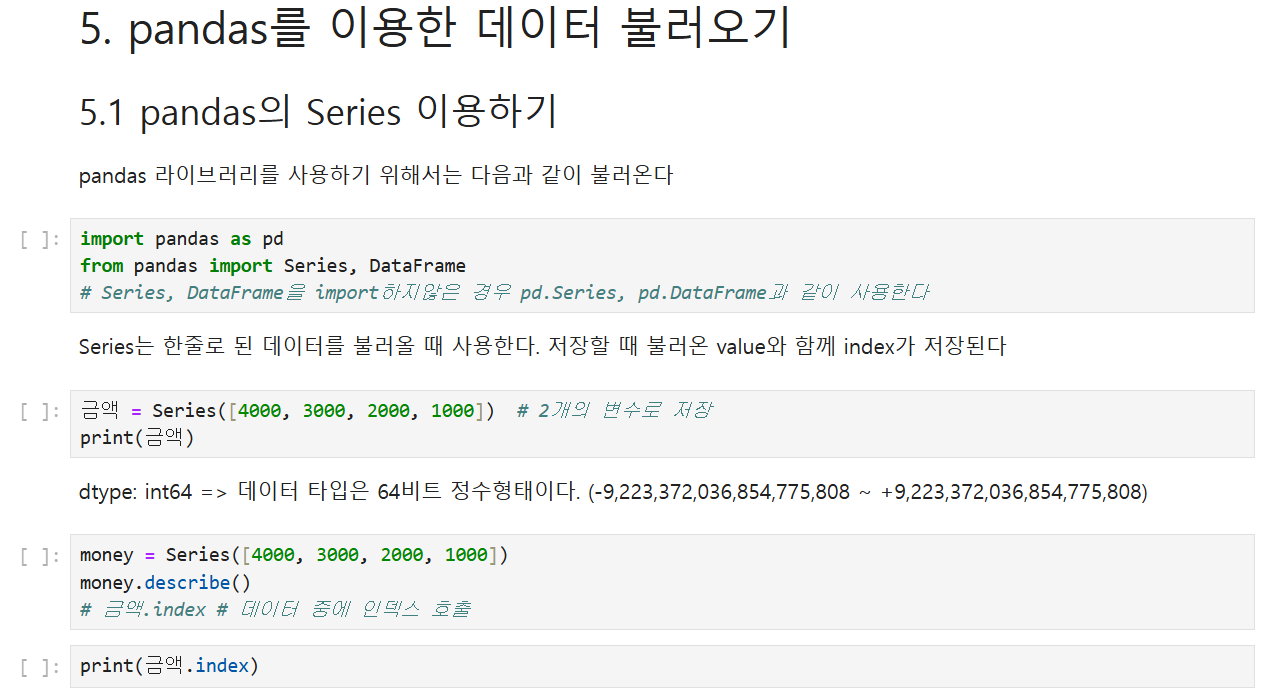 5. pandas를 이용한 데이터 불러오기
5.1 pandas의 Series 이용하기
pandas 라이브러리를 사용하기 위해서는 다음과 같이 불러온다
[ ]: import pandas as pd
from pandas import Series, DataFrame
# Series, DataFrame을 import하지않은 경우 pd.Series, pd.DataFrame과 같이 사용한다
Series는 한줄로 된 데이터를 불러올 때 사용한다. 저장할 때 불러온 value와 함께 index가 저장된다
[ ]: 금액 = Series([4000, 3000, 2000, 1000])  # 2개의 변수로 저장
print(금액)
dtype: int64 => 데이터 타입은 64비트 정수형태이다. (-9,223,372,036,854,775,808 ~ +9,223,372,036,854,775,808)
[ ]: money = Series([4000, 3000, 2000, 1000])
money.describe()
# 금액.index # 데이터 중에 인덱스 호출
[ ]: print(금액.index)